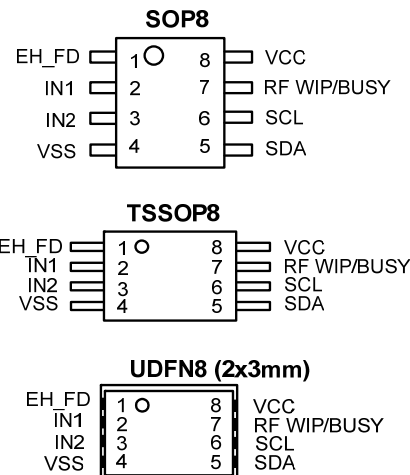 SOP8
EH_FD 1 8 VCC
IN1 2 7 RF WIP/BUSY
IN2 3 6 SCL
VSS 4 5 SDA
TSSOP8
EH_FD 1 8 VCC
IN1 2 7 RF WIP/BUSY
IN2 3 6 SCL
VSS 4 5 SDA
UDFN8 (2x3mm)
EH_FD 1 8 VCC
IN1 2 7 RF WIP/BUSY
IN2 3 6 SCL
VSS 4 5 SDA